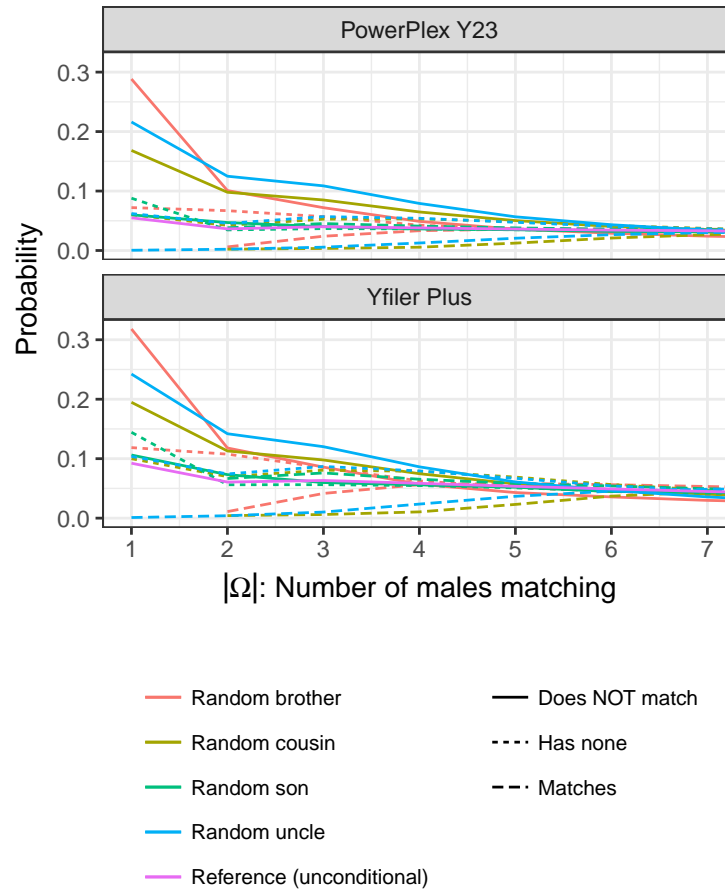 PowerPlex Y23
0.3
0.2
0.1
0.0
Probability
Yfiler Plus
0.3
0.2
0.1
0.0
1 2 3 4 5 6 7
|Ω|: Number of males matching
Random brother
Random cousin
Random son
Random uncle
Reference (unconditional)
Does NOT match
Has none
Matches